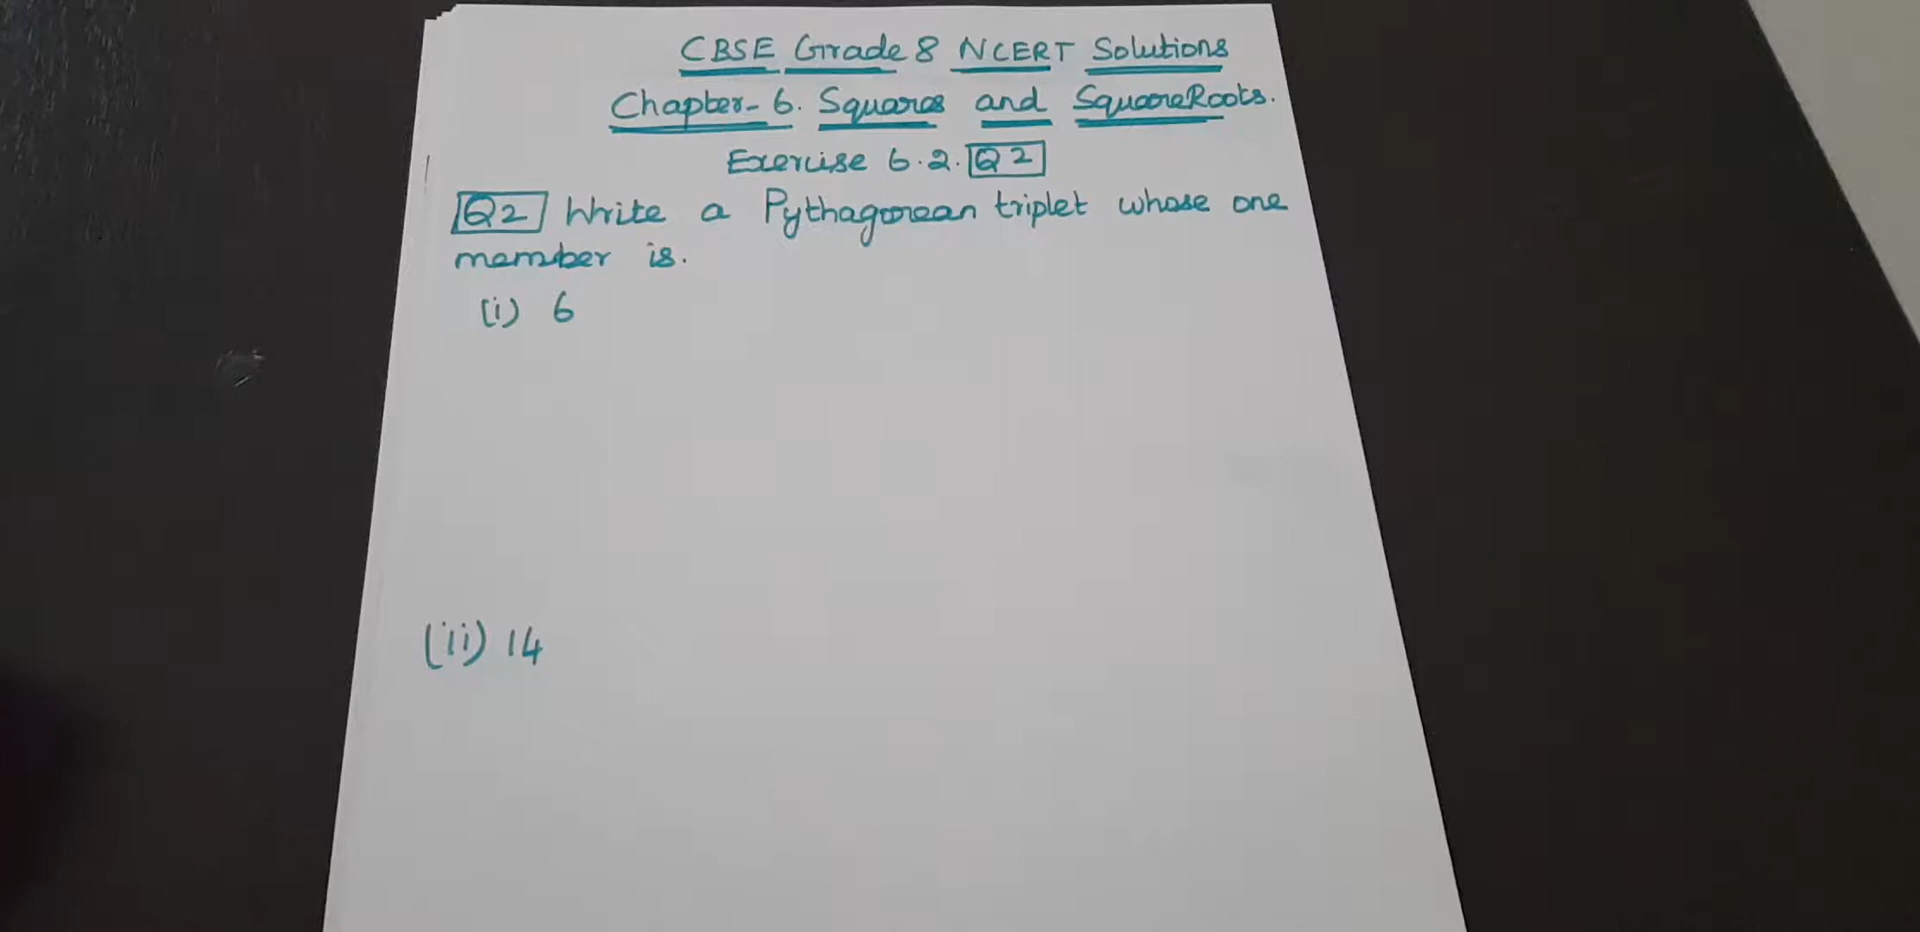 CBSE Grade 8 NCERT Solutions
Chapter-6. Squares and SquareRoots.
Exercise 6.2. Q2
Q2 Write a Pythagorean triplet whose one
member is.
(i) 6
(ii) 14